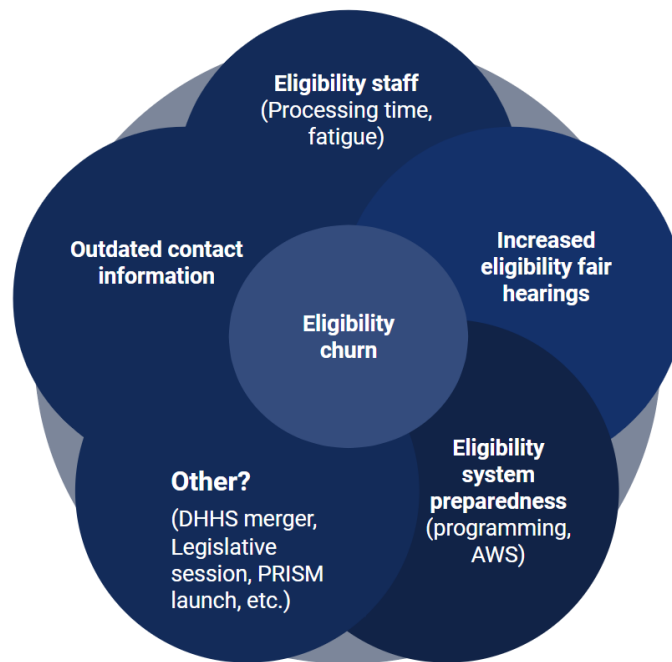 Eligibility staff
(Processing time,
fatigue)
Outdated contact
information
Increased
eligibility fair
hearings
Eligibility
churn
Eligibility
system
preparedness
(programming,
AWS)
Other?
(DHHS merger,
Legislative
session, PRISM
launch, etc.)